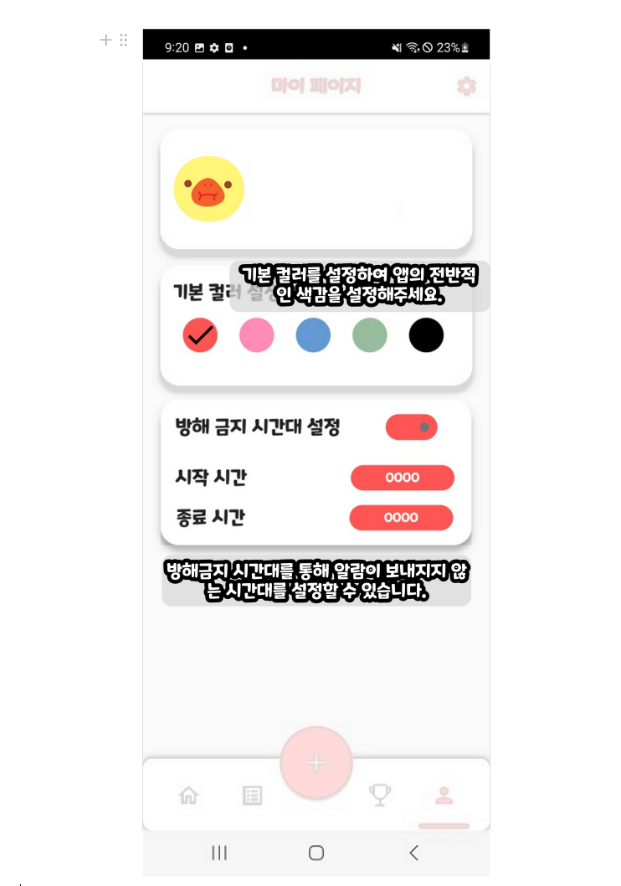 9:20
23%
마이 페이지
기본 컬러를 설정하여 앱의 전반적
인 색감을 설정해주세요.
기본 컬러 설정
방해 금지 시간대 설정
시작 시간 0000
종료 시간 0000
방해금지 시간대를 통해 알람이 보내지지 않
는 시간대를 설정할 수 있습니다.